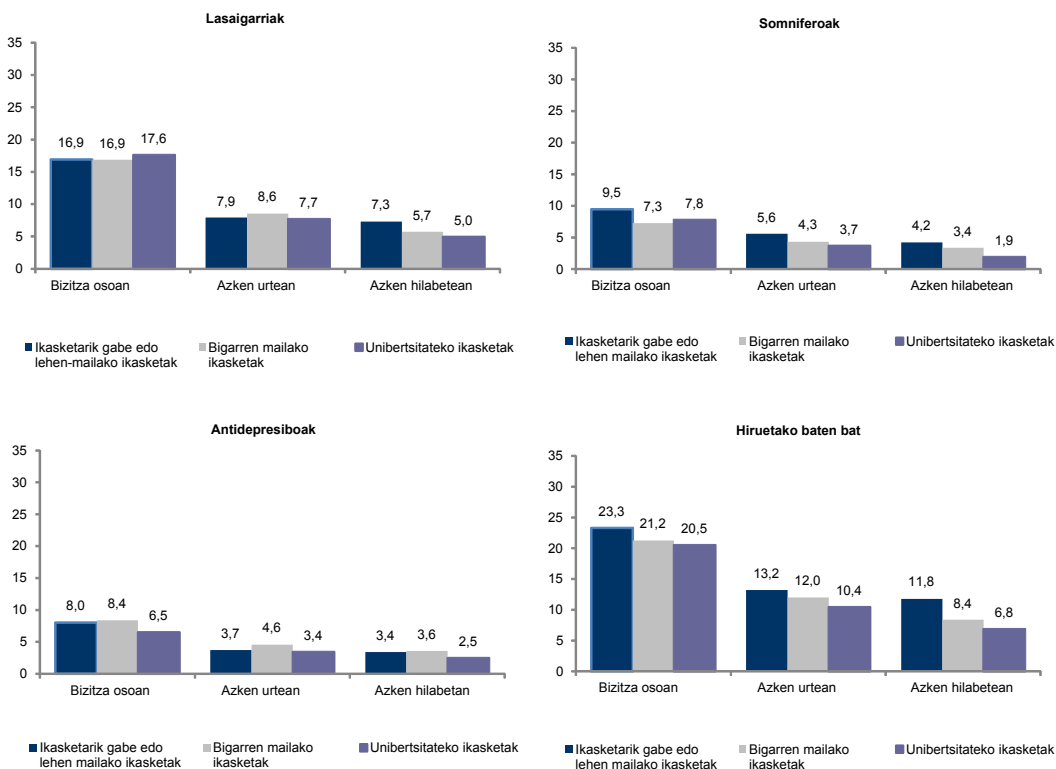 Lasaigarriak
35
30
25
20
15
10
5
0
16,9 16,9 17,6
7,9 8,6 7,7
7,3 5,7 5,0
Bizitza osoan Azken urtean Azken hilabetean
Ikasketarik gabe edo
lehen-mailako ikasketak
Bigarren mailako
ikasketak
Unibertsitateko ikasketak
Somniferoak
35
30
25
20
15
10
5
0
9,5 7,3 7,8
5,6 4,3 3,7
4,2 3,4 1,9
Bizitza osoan Azken urtean Azken hilabetean
Ikasketarik gabe edo
lehen mailako ikasketak
Bigarren mailako
ikasketak
Unibertsitateko ikasketak
Antidepresiboak
35
30
25
20
15
10
5
0
8,0 8,4 6,5
3,7 4,6 3,4
3,4 3,6 2,5
Bizitza osoan Azken urtean Azken hilabetan
Ikasketarik gabe edo
lehen mailako ikasketak
Bigarren mailako
ikasketak
Unibertsitateko ikasketak
Hiruetako baten bat
35
30
25
20
15
10
5
0
23,3 21,2 20,5
13,2 12,0 10,4
11,8 8,4 6,8
Bizitza osoan Azken urtean Azken hilabetean
Ikasketarik gabe edo
lehen mailako ikasketak
Bigarren mailako
ikasketak
Unibertsitateko ikasketak